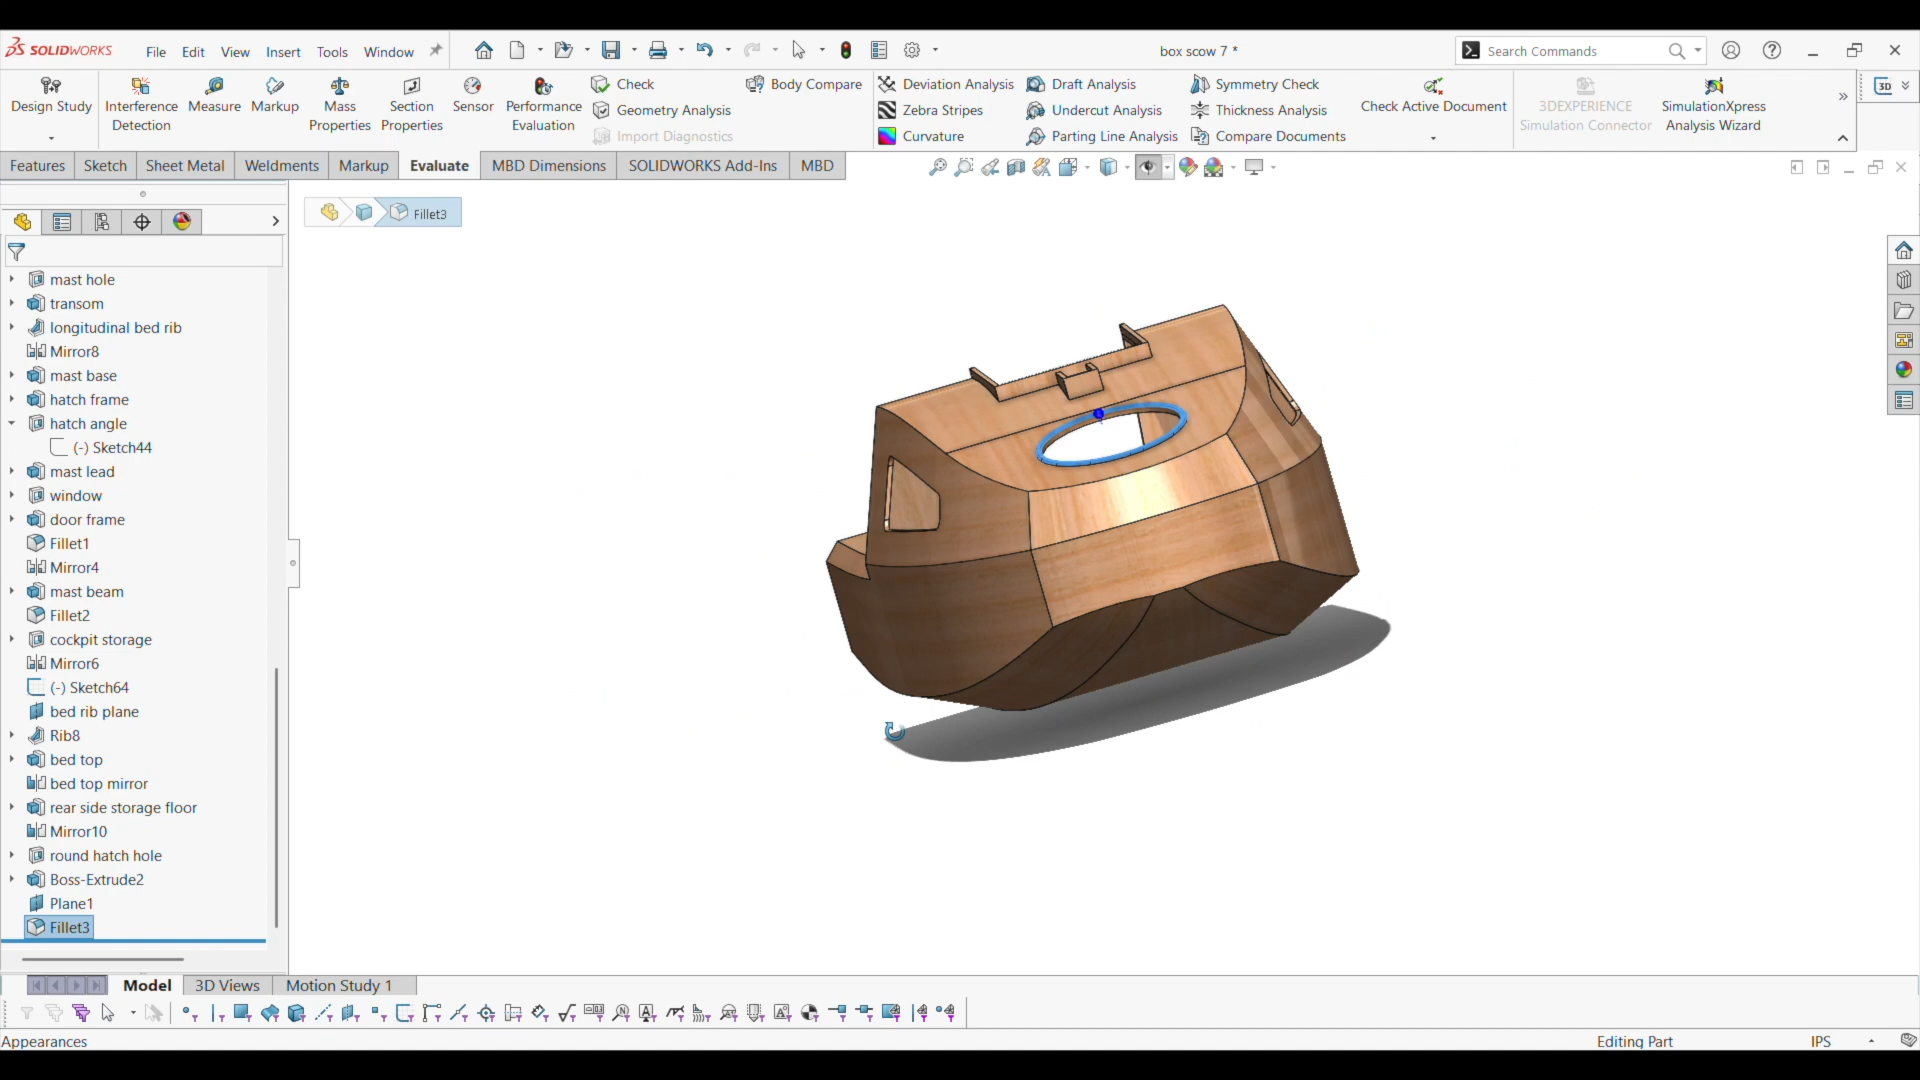 SOLIDWORKS File Edit View Insert Tools Window box scow 7 * Search Commands
Design Study
Interference Detection
Measure
Markup
Mass Properties
Section Properties
Sensor
Performance Evaluation
Check
Geometry Analysis
Import Diagnostics
Body Compare
Deviation Analysis
Zebra Stripes
Curvature
Draft Analysis
Undercut Analysis
Parting Line Analysis
Symmetry Check
Thickness Analysis
Compare Documents
Check Active Document
3DEXPERIENCE
Simulation Connector
SimulationXpress
Analysis Wizard
3D
Features Sketch Sheet Metal Weldments Markup Evaluate MBD Dimensions SOLIDWORKS Add-Ins MBD
Fillet3
mast hole
transom
longitudinal bed rib
Mirror8
mast base
hatch frame
hatch angle
(-) Sketch44
mast lead
window
door frame
Fillet1
Mirror4
mast beam
Fillet2
cockpit storage
Mirror6
(-) Sketch64
bed rib plane
Rib8
bed top
bed top mirror
rear side storage floor
Mirror10
round hatch hole
Boss-Extrude2
Plane1
Fillet3
Model 3D Views Motion Study 1
Appearances Editing Part IPS